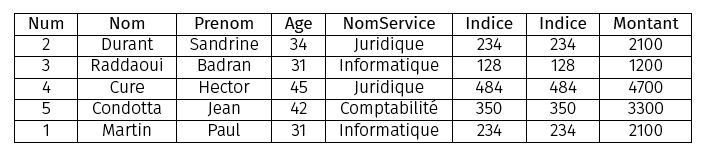 Num Nom Prenom Age NomService Indice Indice Montant
2 Durant Sandrine 34 Juridique 234 234 2100
3 Raddaoui Badran 31 Informatique 128 128 1200
4 Cure Hector 45 Juridique 484 484 4700
5 Condotta Jean 42 Comptabilité 350 350 3300
1 Martin Paul 31 Informatique 234 234 2100